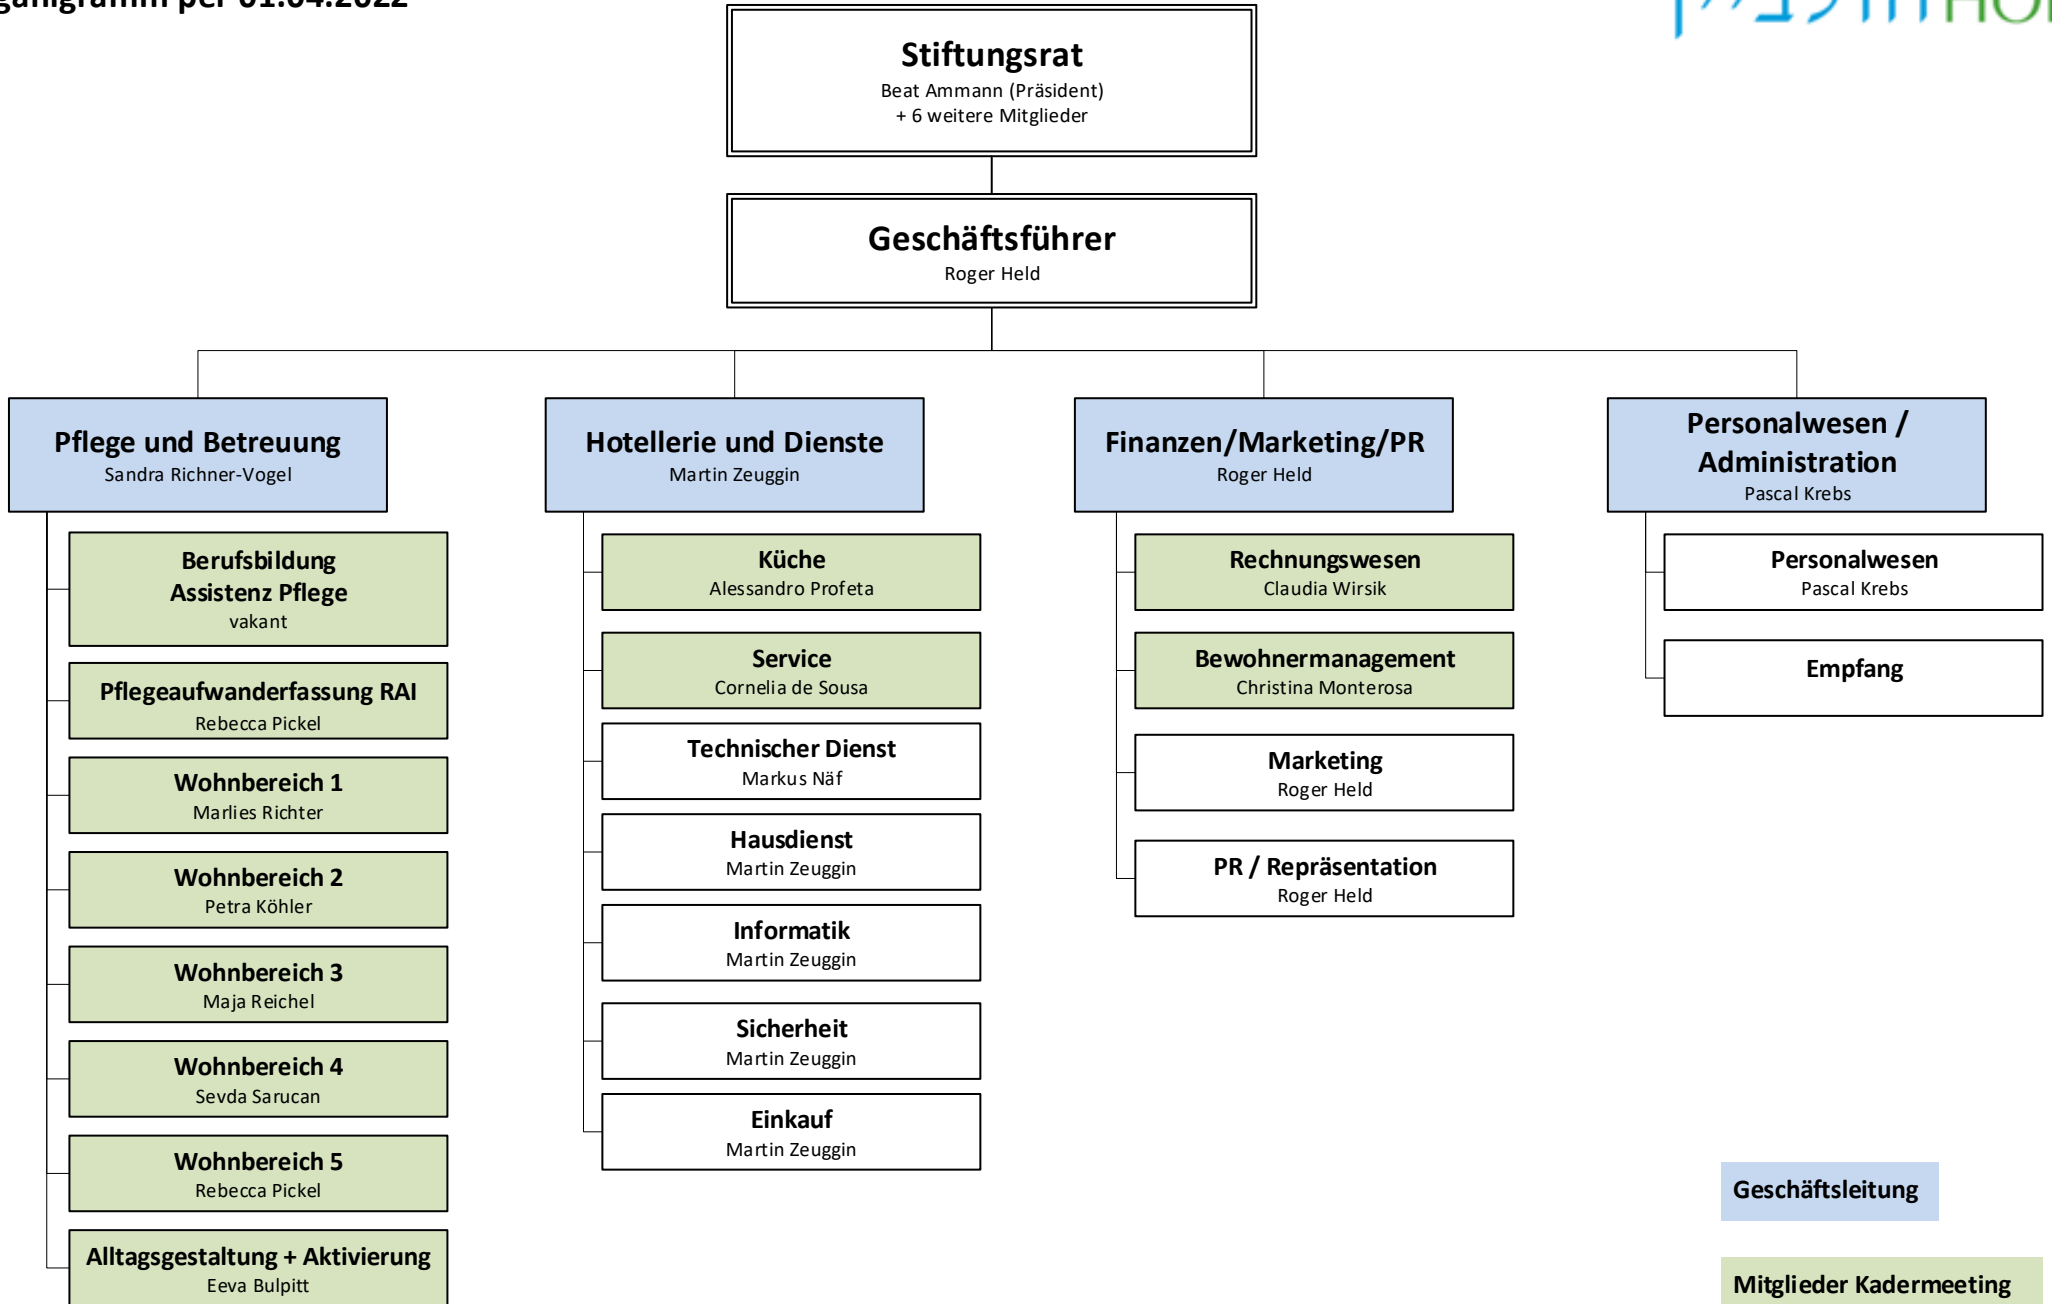 per 01.04.2022
Stiftungsrat
Beat Ammann (Präsident)
+ 6 weitere Mitglieder
Geschäftsführer
Roger Held
Pflege und Betreuung
Sandra Richner-Vogel
Hotellerie und Dienste
Martin Zeuggin
Finanzen/Marketing/PR
Roger Held
Personalwesen /
Administration
Pascal Krebs
Berufsbildung
Assistenz Pflege
vakant
Pflegeaufwanderfassung RAI
Rebecca Pickel
Wohnbereich 1
Marlies Richter
Wohnbereich 2
Petra Köhler
Wohnbereich 3
Maja Reichel
Wohnbereich 4
Sevda Sarucan
Wohnbereich 5
Rebecca Pickel
Alltagsgestaltung + Aktivierung
Eeva Bulpitt
Küche
Alessandro Profeta
Service
Cornelia de Sousa
Technischer Dienst
Markus Näf
Hausdienst
Martin Zeuggin
Informatik
Martin Zeuggin
Sicherheit
Martin Zeuggin
Einkauf
Martin Zeuggin
Rechnungswesen
Claudia Wirsik
Bewohnermanagement
Christina Monterosa
Marketing
Roger Held
PR / Repräsentation
Roger Held
Personalwesen
Pascal Krebs
Empfang
Geschäftsleitung
Mitglieder Kadermeeting